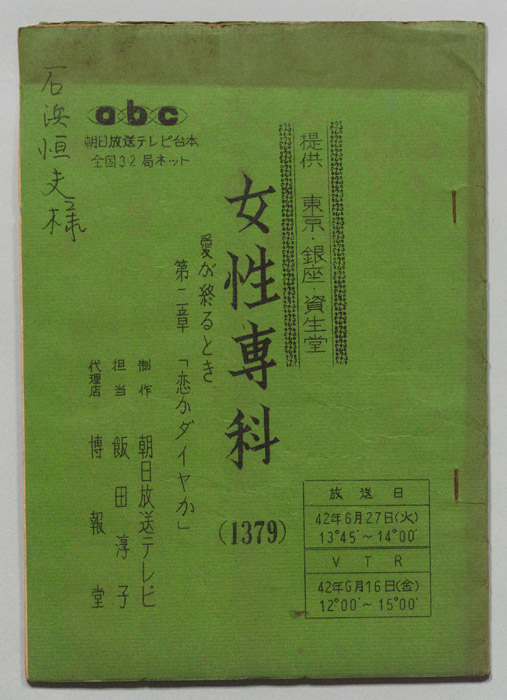 石浜恒夫様
abc
朝日放送テレビ台本
全国32局ネット
提供 東京・銀座・資生堂
女性専科
(1379)
愛が終るとき
第二章 「恋かダイヤか」
制作 朝日放送テレビ
担当 飯田淳子
代理店 博報堂
放送日
42年6月27日(火)
13°45′~14°00′
VTR
42年6月16日(金)
12°00′~15°00′